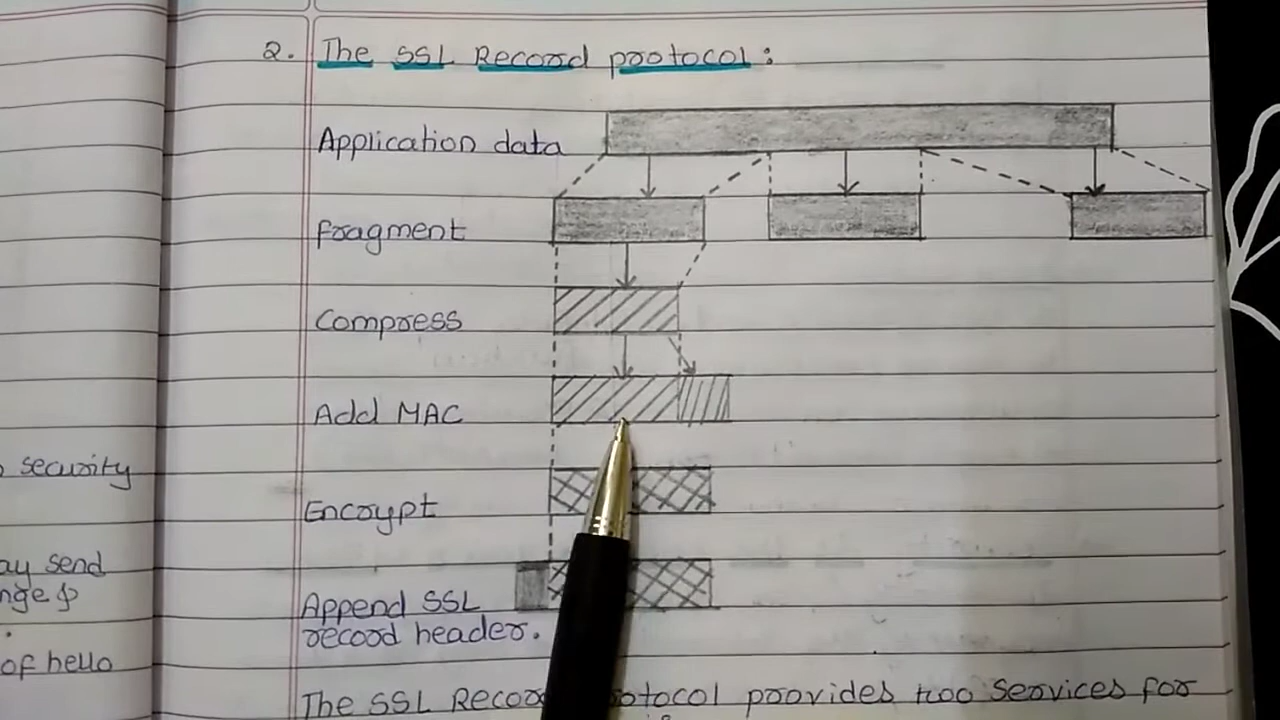 security
ay send
nge &
of hello
2. The SSL Record protocol :
Application data
fragment
Compress
Add MAC
Encrypt
Append SSL
record header.
The SSL Recor otocol provides two services for